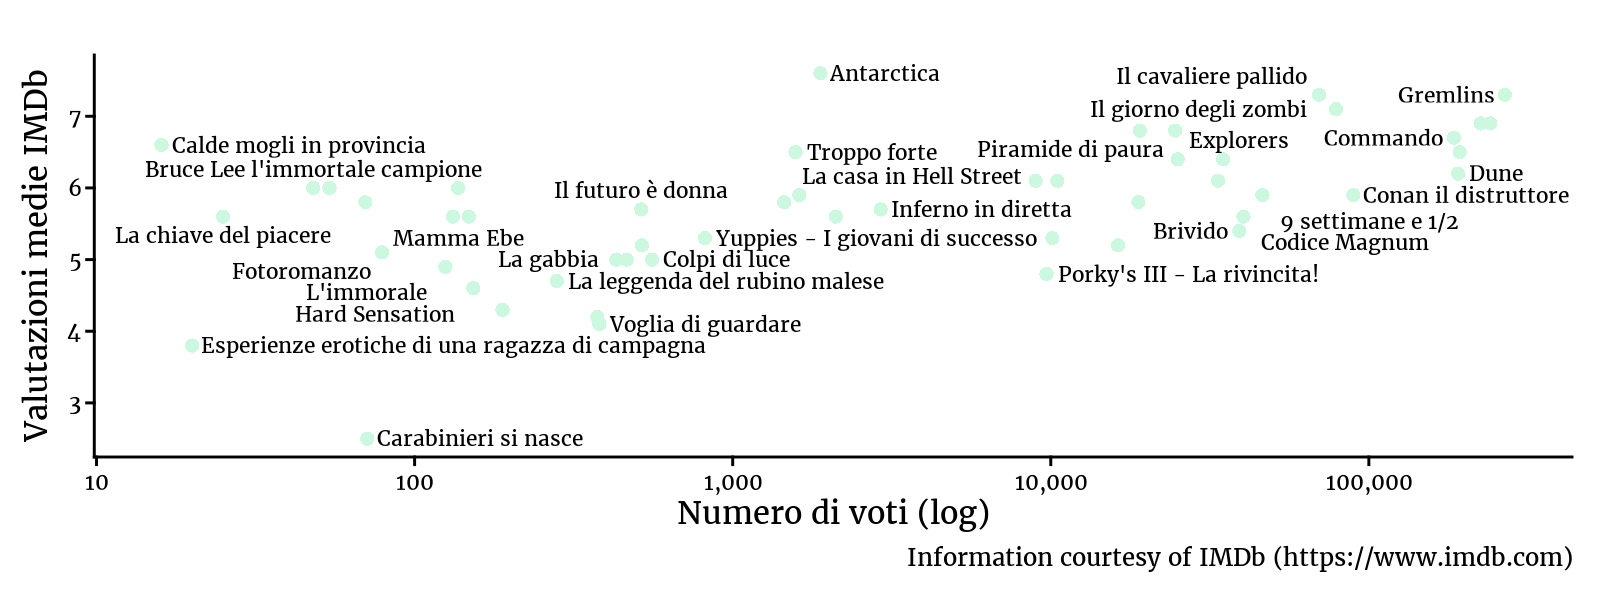 Antarctica
Il cavaliere pallido
Gremlins
Il giorno degli zombi
7
Commando
Explorers
Calde mogli in provincia
Piramide di paura
Troppo forte
Bruce Lee l'immortale campione
Dune
La casa in Hell Street
6
Il futuro è donna
Conan il distruttore
Inferno in diretta
9 settimane e 1/2
Brivido
La chiave del piacere
Mamma Ebe
Yuppies - I giovani di successo
Codice Magnum
5
La gabbia
Colpi di luce
Fotoromanzo
Porky's III - La rivincita!
La leggenda del rubino malese
L'immorale
Hard Sensation
Voglia di guardare
4
Esperienze erotiche di una ragazza di campagna
3
Carabinieri si nasce
Valutazioni medie IMDb
10
100
1,000
10,000
100,000
Numero di voti (log)
Information courtesy of IMDb (https://www.imdb.com)